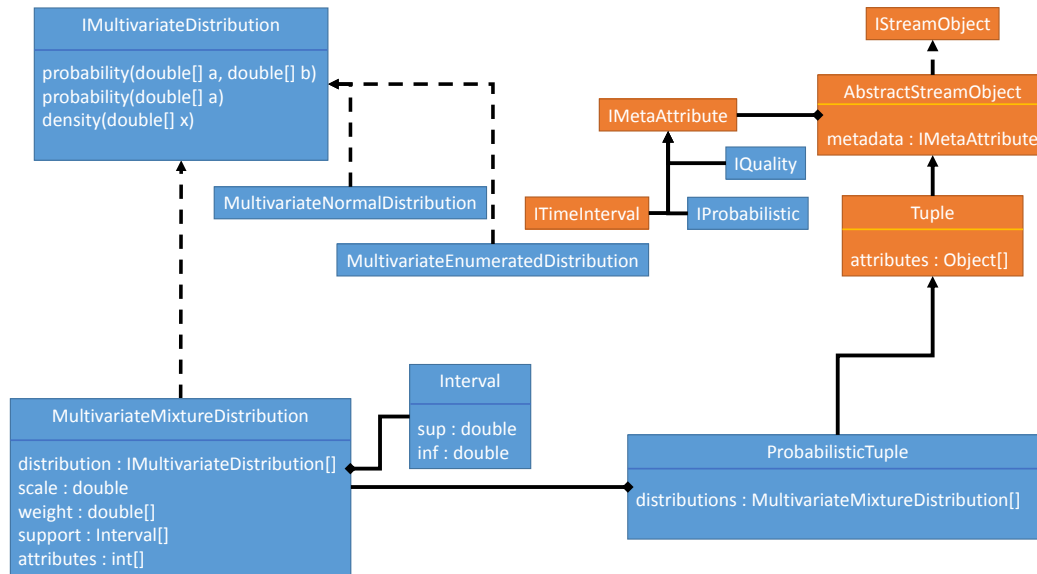 IMultivariateDistribution
probability(double[] a, double[] b)
probability(double[] a)
density(double[] x)
IStreamObject
AbstractStreamObject
metadata : IMetaAttribute
IMetaAttribute
IQuality
ITimeInterval
IProbabilistic
Tuple
attributes : Object[]
MultivariateNormalDistribution
MultivariateEnumeratedDistribution
Interval
sup : double
inf : double
MultivariateMixtureDistribution
distribution : IMultivariateDistribution[]
scale : double
weight : double[]
support : Interval[]
attributes : int[]
ProbabilisticTuple
distributions : MultivariateMixtureDistribution[]